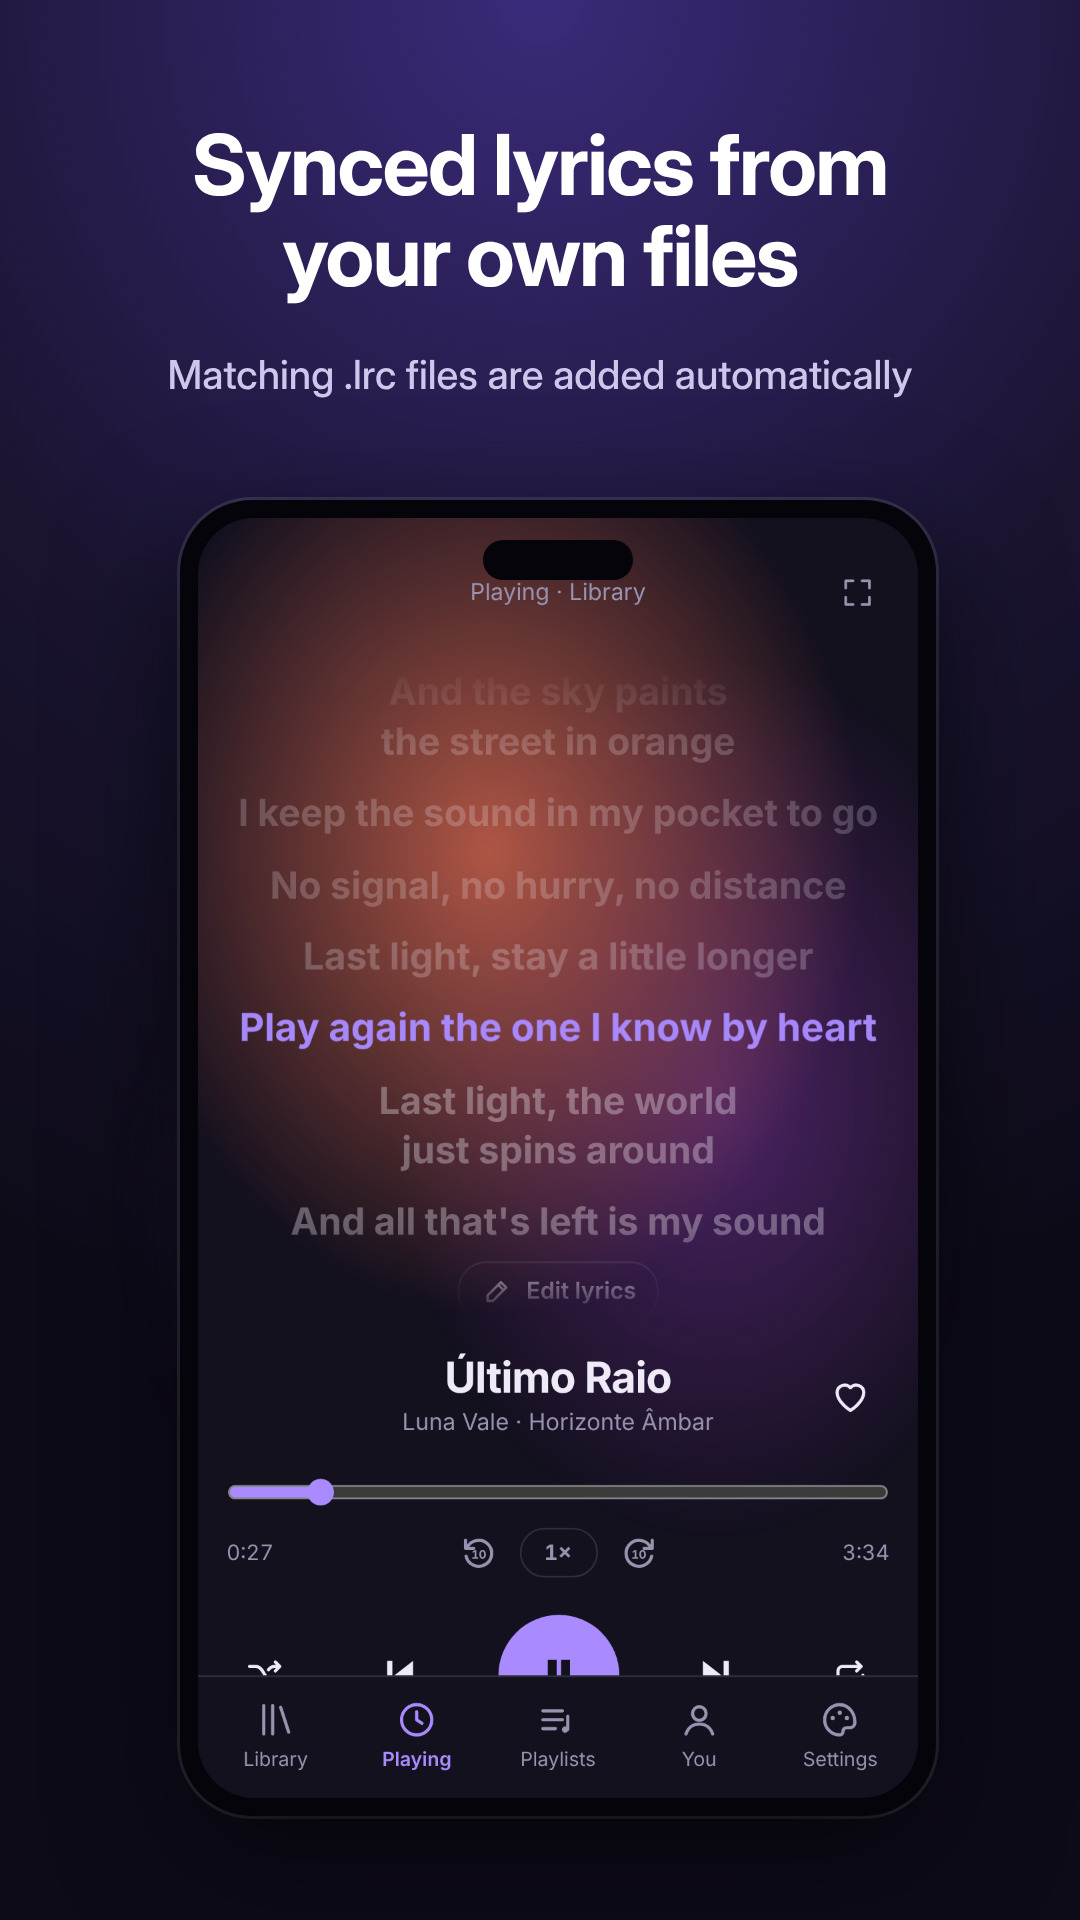 Synced lyrics from
your own files
Matching .lrc files are added automatically
Playing · Library
And the sky paints
the street in orange
I keep the sound in my pocket to go
No signal, no hurry, no distance
Last light, stay a little longer
Play again the one I know by heart
Last light, the world
just spins around
And all that's left is my sound
Edit lyrics
Último Raio
Luna Vale · Horizonte Âmbar
0:27
10
1×
10
3:34
Library
Playing
Playlists
You
Settings